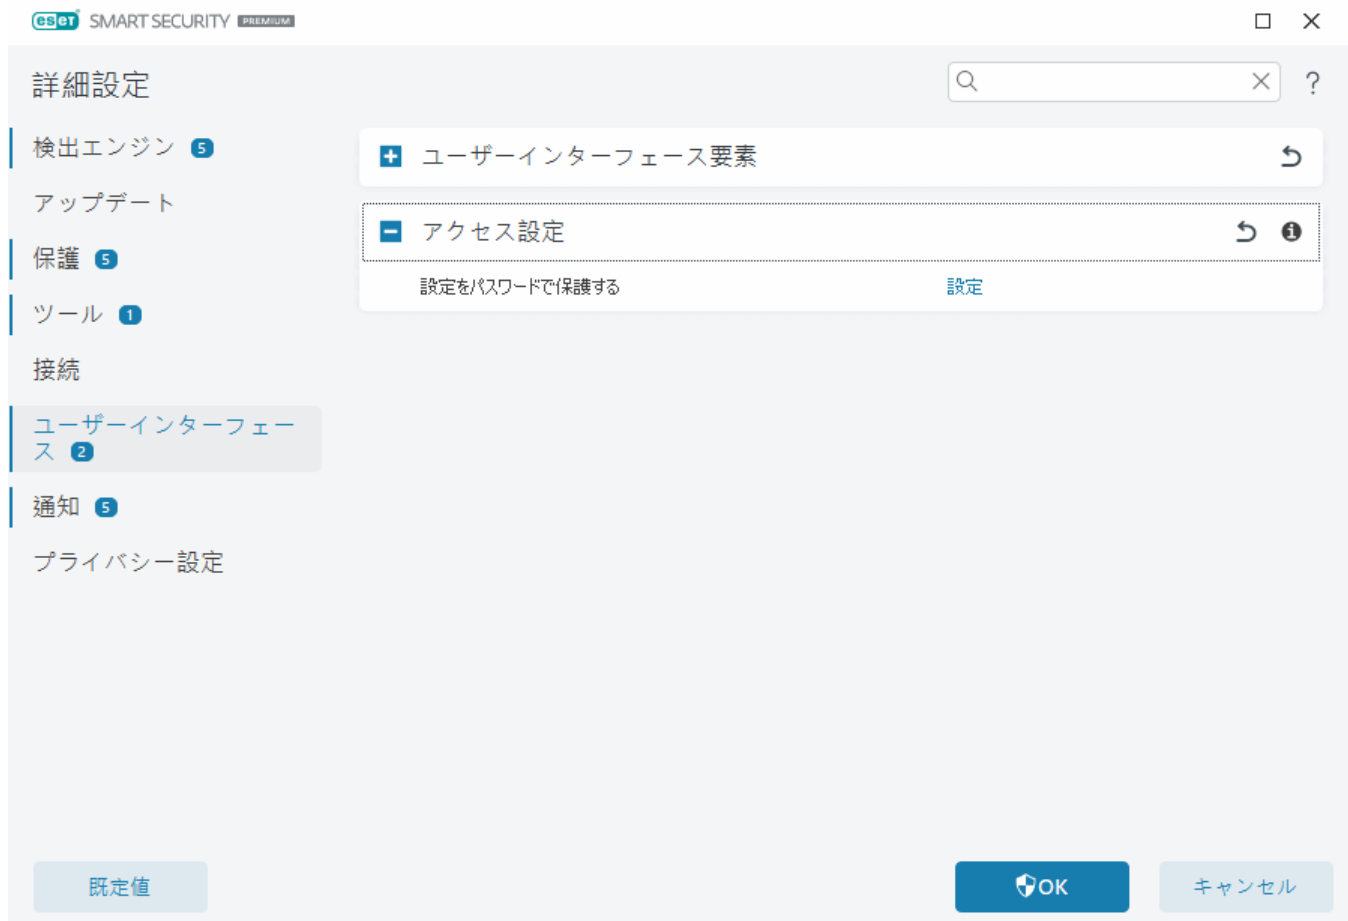 eset SMART SECURITY PREMIUM
詳細設定
?
検出エンジン 5
アップデート
保護 5
ツール 1
接続
ユーザーインターフェー
ス 2
通知 5
プライバシー設定
ユーザーインターフェース要素
アクセス設定
設定をパスワードで保護する 設定
既定値
OK
キャンセル